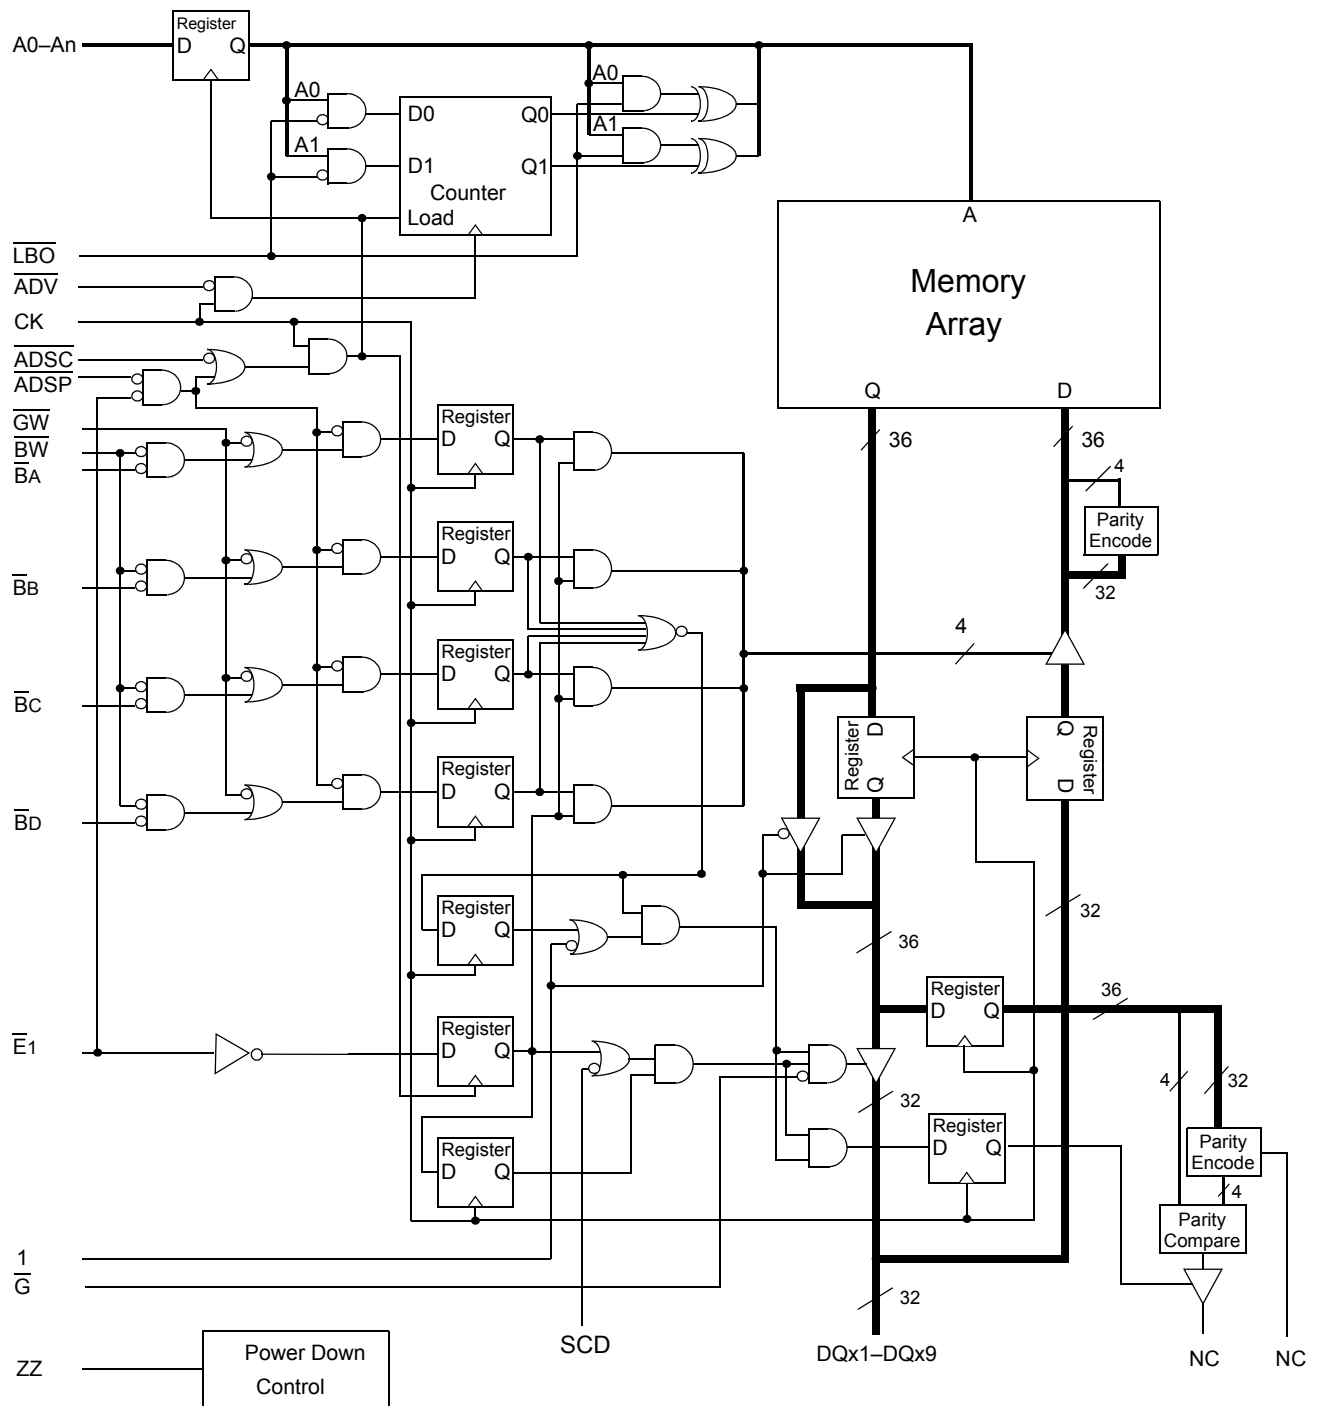 Register
A0–An
D Q
A0
A0
D0
Q0
A1
A1
D1
Q1
Counter
Load
A
LBO
ADV
Memory
Array
CK
ADSC
ADSP
Q
D
GW
BW
BA
Register
D Q
36
36
4
Parity
Encode
32
Register
D Q
BB
4
Register
D Q
BC
Register
D
Q
Register
Q
D
Register
D Q
BD
Register
D Q
32
36
Register
D Q
36
Register
D Q
E1
4
32
32
Register
D Q
Register
D Q
Parity
Encode
4
Parity
Compare
1
G
32
SCD
DQx1–DQx9
NC
NC
ZZ
Power Down
Control